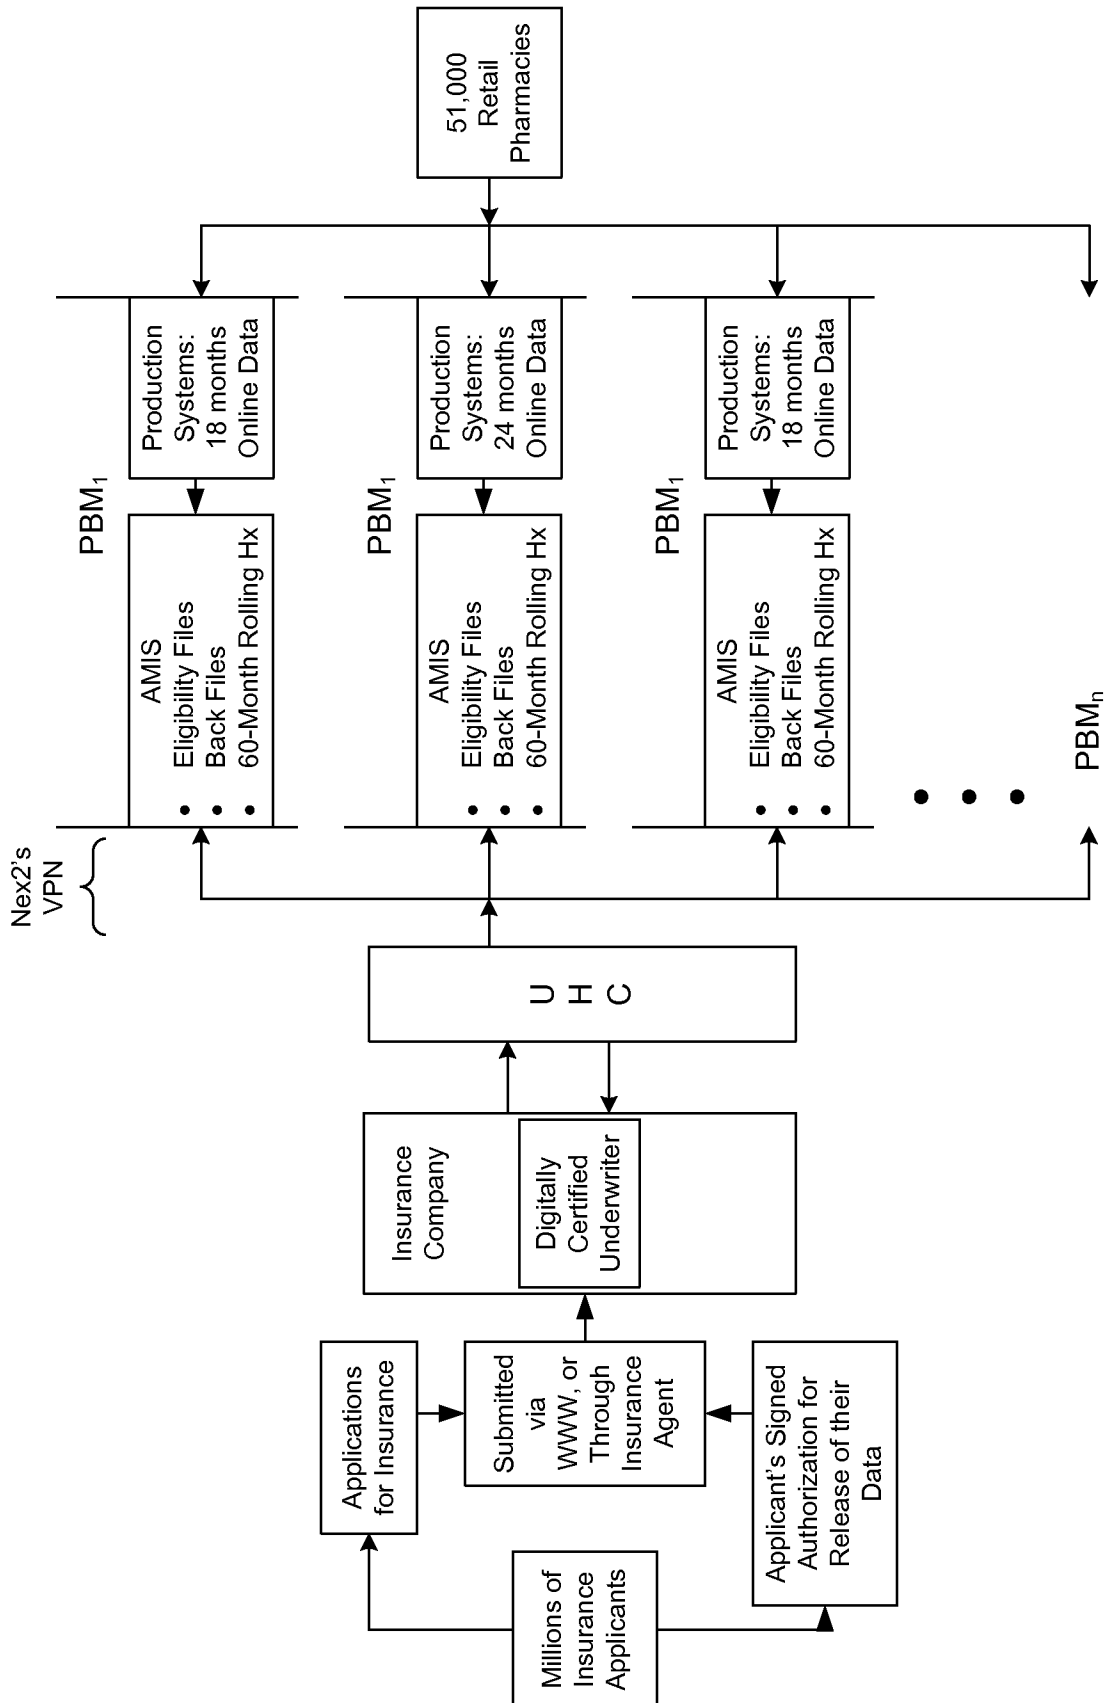 Millions of
Insurance
Applicants
Applications
for Insurance
Submitted
via
WWW, or
Through
Insurance
Agent
Applicant's Signed
Authorization for
Release of their
Data
Insurance
Company
Digitally
Certified
Underwriter
U
H
C
Nex2's
VPN
PBM1
AMIS
• Eligibility Files
• Back Files
• 60-Month Rolling Hx
Production
Systems:
18 months
Online Data
PBM1
AMIS
• Eligibility Files
• Back Files
• 60-Month Rolling Hx
Production
Systems:
24 months
Online Data
PBM1
AMIS
• Eligibility Files
• Back Files
• 60-Month Rolling Hx
Production
Systems:
18 months
Online Data
PBMn
51,000
Retail
Pharmacies